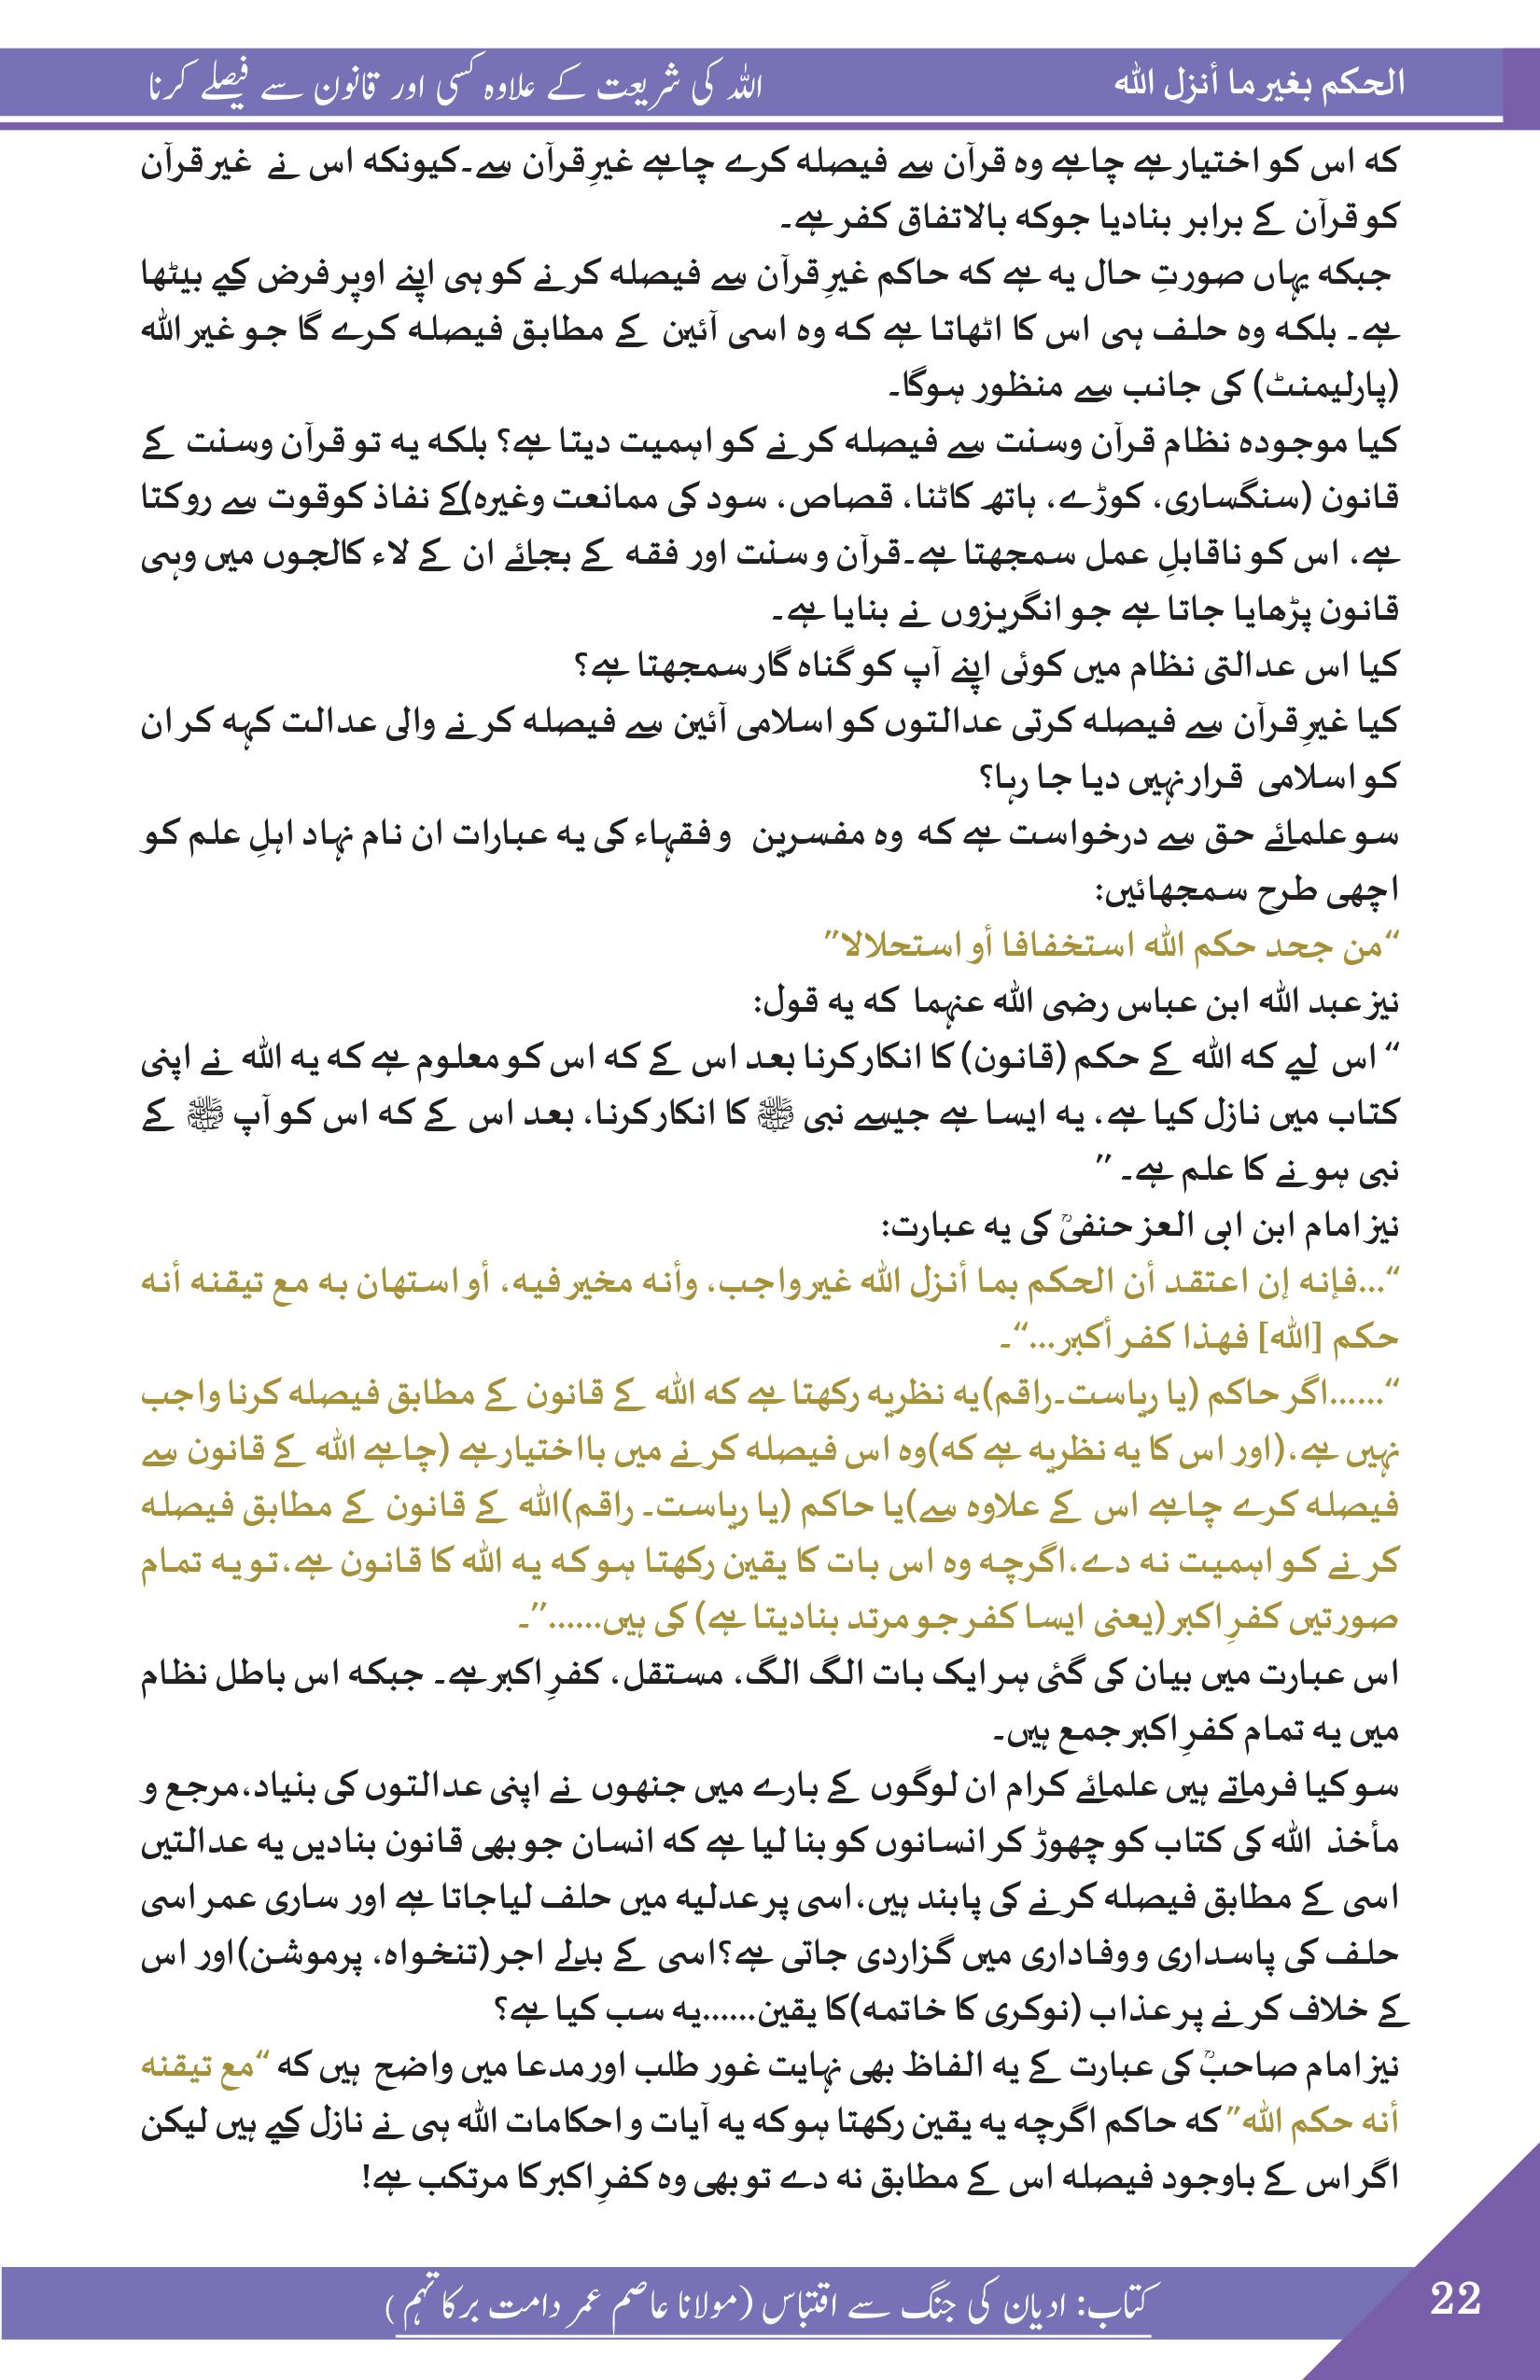 الحكم بغير ما أنزل الله
اللہ کی شریعت کے علاوہ کسی اور قانون سے فیصلے کرنا
کہ اس کو اختیار ہے چاہے وہ قرآن سے فیصلہ کرے چاہے غیرِ قرآن سے۔کیونکہ اس نے غیر قرآن
کو قرآن کے برابر بنادیا جوکہ بالاتفاق کفر ہے۔
جبکہ یہاں صورتِ حال یہ ہے کہ حاکم غیرِ قرآن سے فیصلہ کرنے کو ہی اپنے اوپر فرض کیے بیٹھا
ہے۔ بلکہ وہ حلف ہی اس کا اٹھاتا ہے کہ وہ اسی آئین کے مطابق فیصلہ کرے گا جو غیر اللہ
(پارلیمنٹ) کی جانب سے منظور ہوگا۔
کیا موجودہ نظام قرآن وسنت سے فیصلہ کرنے کو اہمیت دیتا ہے؟ بلکہ یہ تو قرآن وسنت کے
قانون (سنگساری، کوڑے، ہاتھ کاٹنا، قصاص، سود کی ممانعت وغیرہ)کے نفاذ کوقوت سے روکتا
ہے، اس کو ناقابلِ عمل سمجھتا ہے۔قرآن و سنت اور فقہ کے بجائے ان کے لاء کالجوں میں وہی
قانون پڑھایا جاتا ہے جو انگریزوں نے بنایا ہے۔
کیا اس عدالتی نظام میں کوئی اپنے آپ کو گناہ گار سمجھتا ہے؟
کیا غیرِ قرآن سے فیصلہ کرتی عدالتوں کو اسلامی آئین سے فیصلہ کرنے والی عدالت کہہ کر ان
کو اسلامی قرار نہیں دیا جا رہا؟
سو علمائے حق سے درخواست ہے کہ وہ مفسرین و فقہاء کی یہ عبارات ان نام نہاد اہلِ علم کو
اچھی طرح سمجھائیں:
“من جحد حكم الله استخفافا أو استحلالا”
نیز عبد اللہ ابن عباس رضی اللہ عنہما کہ یہ قول:
“ اس لیے کہ اللہ کے حکم (قانون) کا انکار کرنا بعد اس کے کہ اس کو معلوم ہے کہ یہ اللہ نے اپنی
کتاب میں نازل کیا ہے، یہ ایسا ہے جیسے نبی ﷺ کا انکار کرنا، بعد اس کے کہ اس کو آپ ﷺ کے
نبی ہونے کا علم ہے۔ ”
نیز امام ابن ابی العز حنفیؒ کی یہ عبارت:
“...فإنه إن اعتقد أن الحكم بما أنزل الله غير واجب، وأنه مخير فيه، أو استهان به مع تيقنه أنه
حكم [الله] فهذا كفر أكبر...“۔
“......اگر حاکم (یا ریاست۔راقم)یہ نظریہ رکھتا ہے کہ اللہ کے قانون کے مطابق فیصلہ کرنا واجب
نہیں ہے،(اور اس کا یہ نظریہ ہے کہ)وہ اس فیصلہ کرنے میں بااختیار ہے (چاہے اللہ کے قانون سے
فیصلہ کرے چاہے اس کے علاوہ سے)یا حاکم (یا ریاست۔ راقم)اللہ کے قانون کے مطابق فیصلہ
کرنے کو اہمیت نہ دے،اگرچہ وہ اس بات کا یقین رکھتا ہو کہ یہ اللہ کا قانون ہے،تو یہ تمام
صورتیں کفرِ اکبر (یعنی ایسا کفر جو مرتد بنادیتا ہے) کی ہیں......”۔
اس عبارت میں بیان کی گئی ہر ایک بات الگ الگ، مستقل، کفرِ اکبر ہے۔ جبکہ اس باطل نظام
میں یہ تمام کفرِ اکبر جمع ہیں۔
سو کیا فرماتے ہیں علمائے کرام ان لوگوں کے بارے میں جنھوں نے اپنی عدالتوں کی بنیاد،مرجع و
مأخذ اللہ کی کتاب کو چھوڑ کر انسانوں کو بنا لیا ہے کہ انسان جو بھی قانون بنادیں یہ عدالتیں
اسی کے مطابق فیصلہ کرنے کی پابند ہیں،اسی پر عدلیہ میں حلف لیاجاتا ہے اور ساری عمر اسی
حلف کی پاسداری و وفاداری میں گزاردی جاتی ہے؟اسی کے بدلے اجر(تنخواہ، پرموشن)اور اس
کے خلاف کرنے پر عذاب (نوکری کا خاتمہ)کا یقین......یہ سب کیا ہے؟
نیز امام صاحبؒ کی عبارت کے یہ الفاظ بھی نہایت غور طلب اور مدعا میں واضح ہیں کہ “مع تيقنه
أنه حكم الله” کہ حاکم اگرچہ یہ یقین رکھتا ہو کہ یہ آیات و احکامات اللہ ہی نے نازل کیے ہیں لیکن
اگر اس کے باوجود فیصلہ اس کے مطابق نہ دے تو بھی وہ کفرِ اکبر کا مرتکب ہے!
کتاب: ادیان کی جنگ سے اقتباس (مولانا عاصم عمر دامت برکاتہم)
22